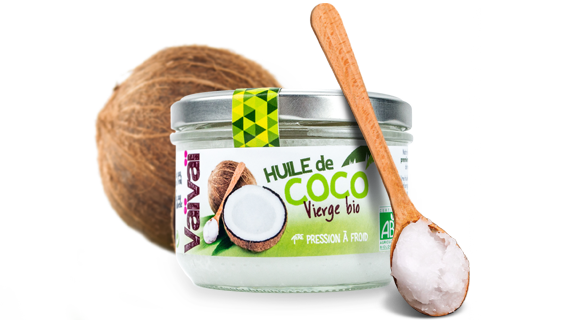 Vaïvaï
HUILE de
COCO
Vierge bio
1ÈRE PRESSION À FROID
AB